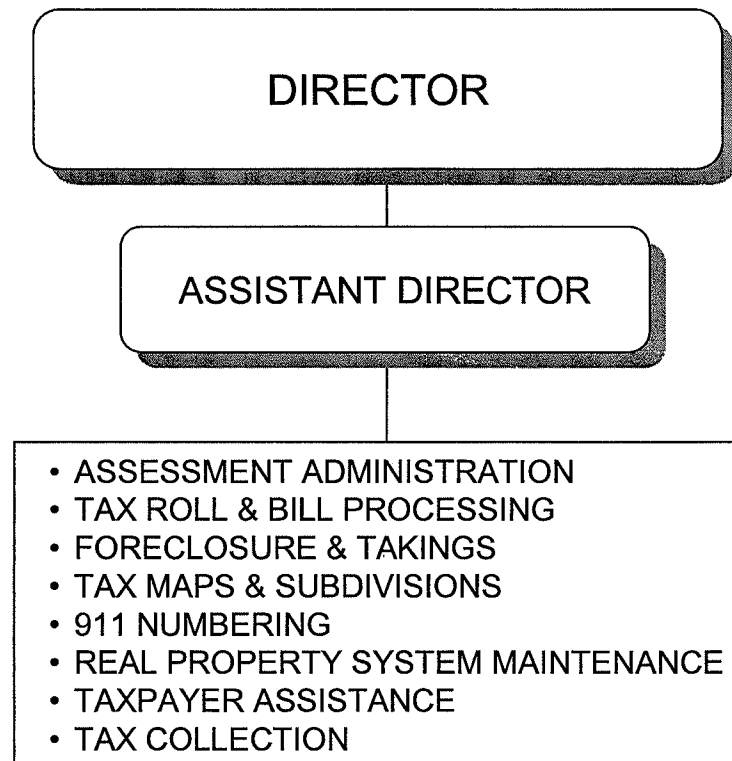 DIRECTOR
ASSISTANT DIRECTOR
• ASSESSMENT ADMINISTRATION
• TAX ROLL & BILL PROCESSING
• FORECLOSURE & TAKINGS
• TAX MAPS & SUBDIVISIONS
• 911 NUMBERING
• REAL PROPERTY SYSTEM MAINTENANCE
• TAXPAYER ASSISTANCE
• TAX COLLECTION